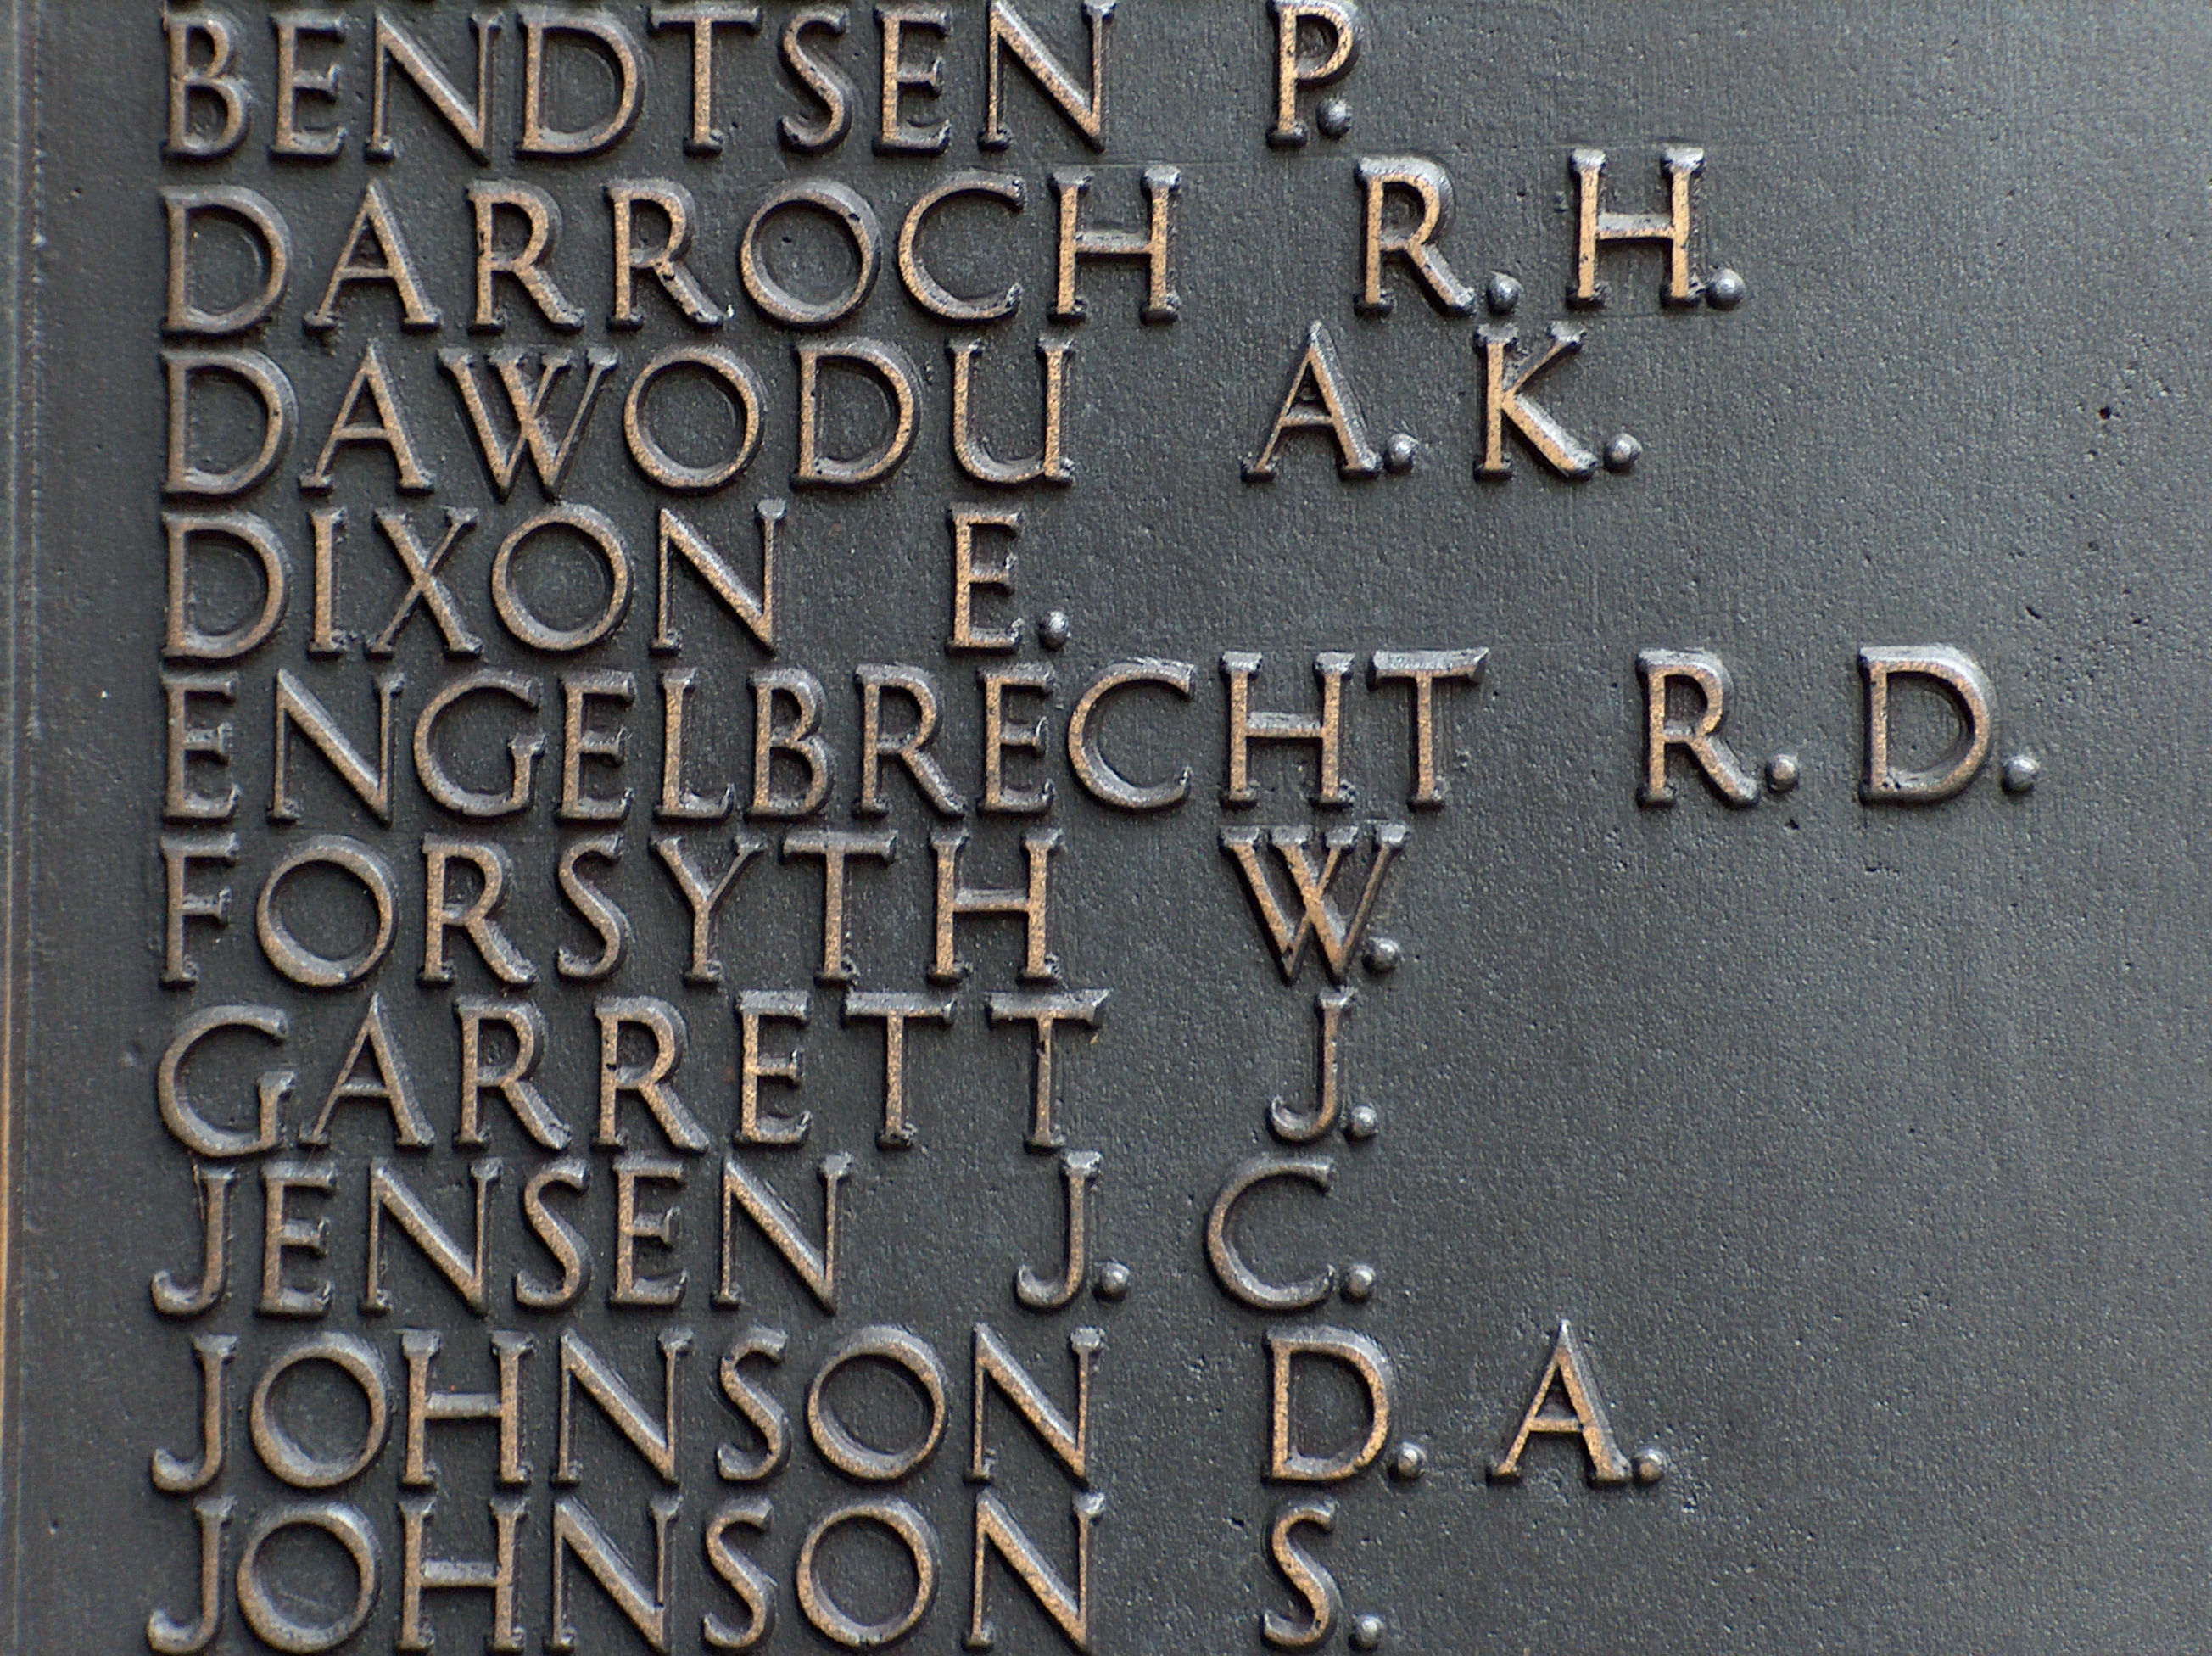 BENDTSEN P.
DARROCH R. H.
DAWODU A. K.
DIXON E.
ENGELBRECHT R. D.
FORSYTH W.
GARRETT J.
JENSEN J. C.
JOHNSON D. A.
JOHNSON S.